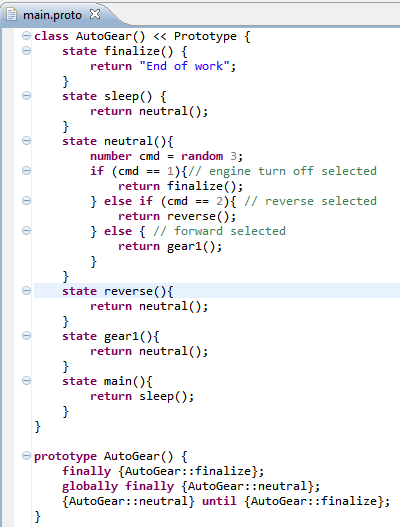 main.proto
class AutoGear() << Prototype {
    state finalize() {
        return "End of work";
    }
    state sleep() {
        return neutral();
    }
    state neutral(){
        number cmd = random 3;
        if (cmd == 1){// engine turn off selected
            return finalize();
        } else if (cmd == 2){ // reverse selected
            return reverse();
        } else { // forward selected
            return gear1();
        }
    }
    state reverse(){
        return neutral();
    }
    state gear1(){
        return neutral();
    }
    state main(){
        return sleep();
    }
}
prototype AutoGear() {
    finally {AutoGear::finalize};
    globally finally {AutoGear::neutral};
    {AutoGear::neutral} until {AutoGear::finalize};
}